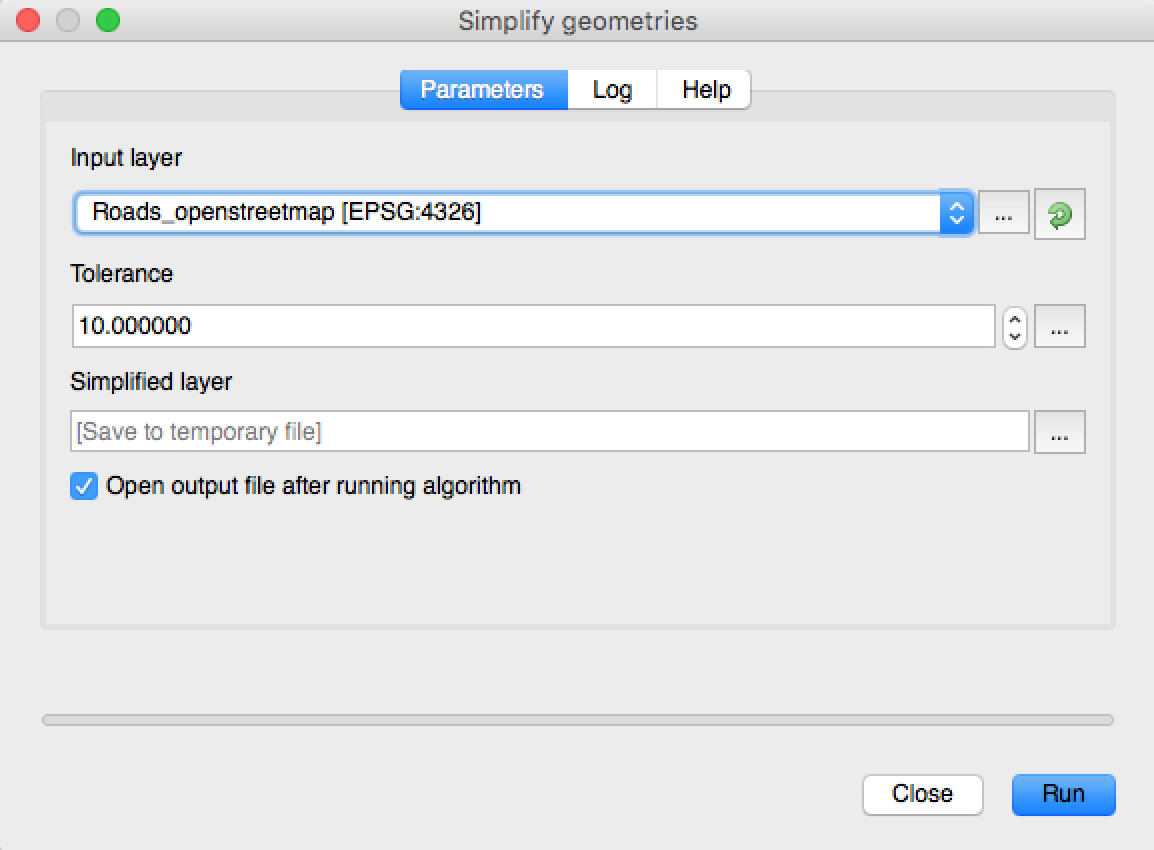 Simplify geometries
Parameters Log Help
Input layer
Roads_openstreetmap [EPSG:4326] ...
Tolerance
10.000000 ...
Simplified layer
[Save to temporary file] ...
Open output file after running algorithm
Close Run